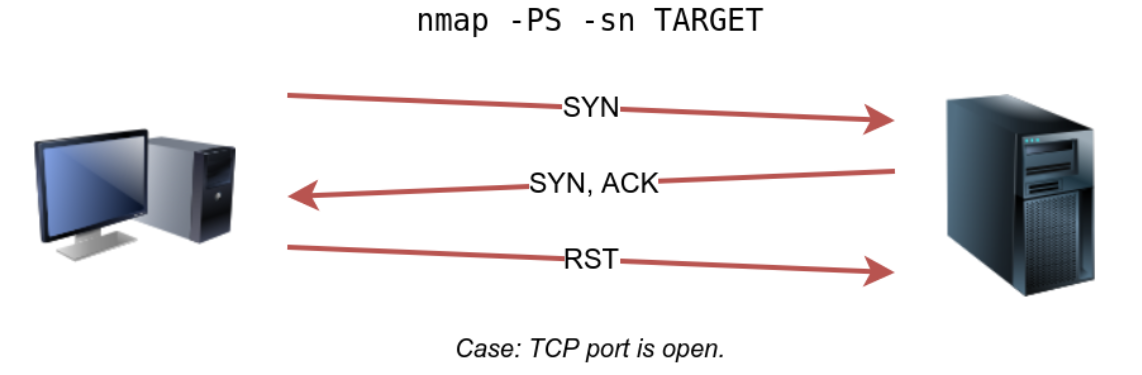 nmap -PS -sn TARGET
SYN
SYN, ACK
RST
Case: TCP port is open.